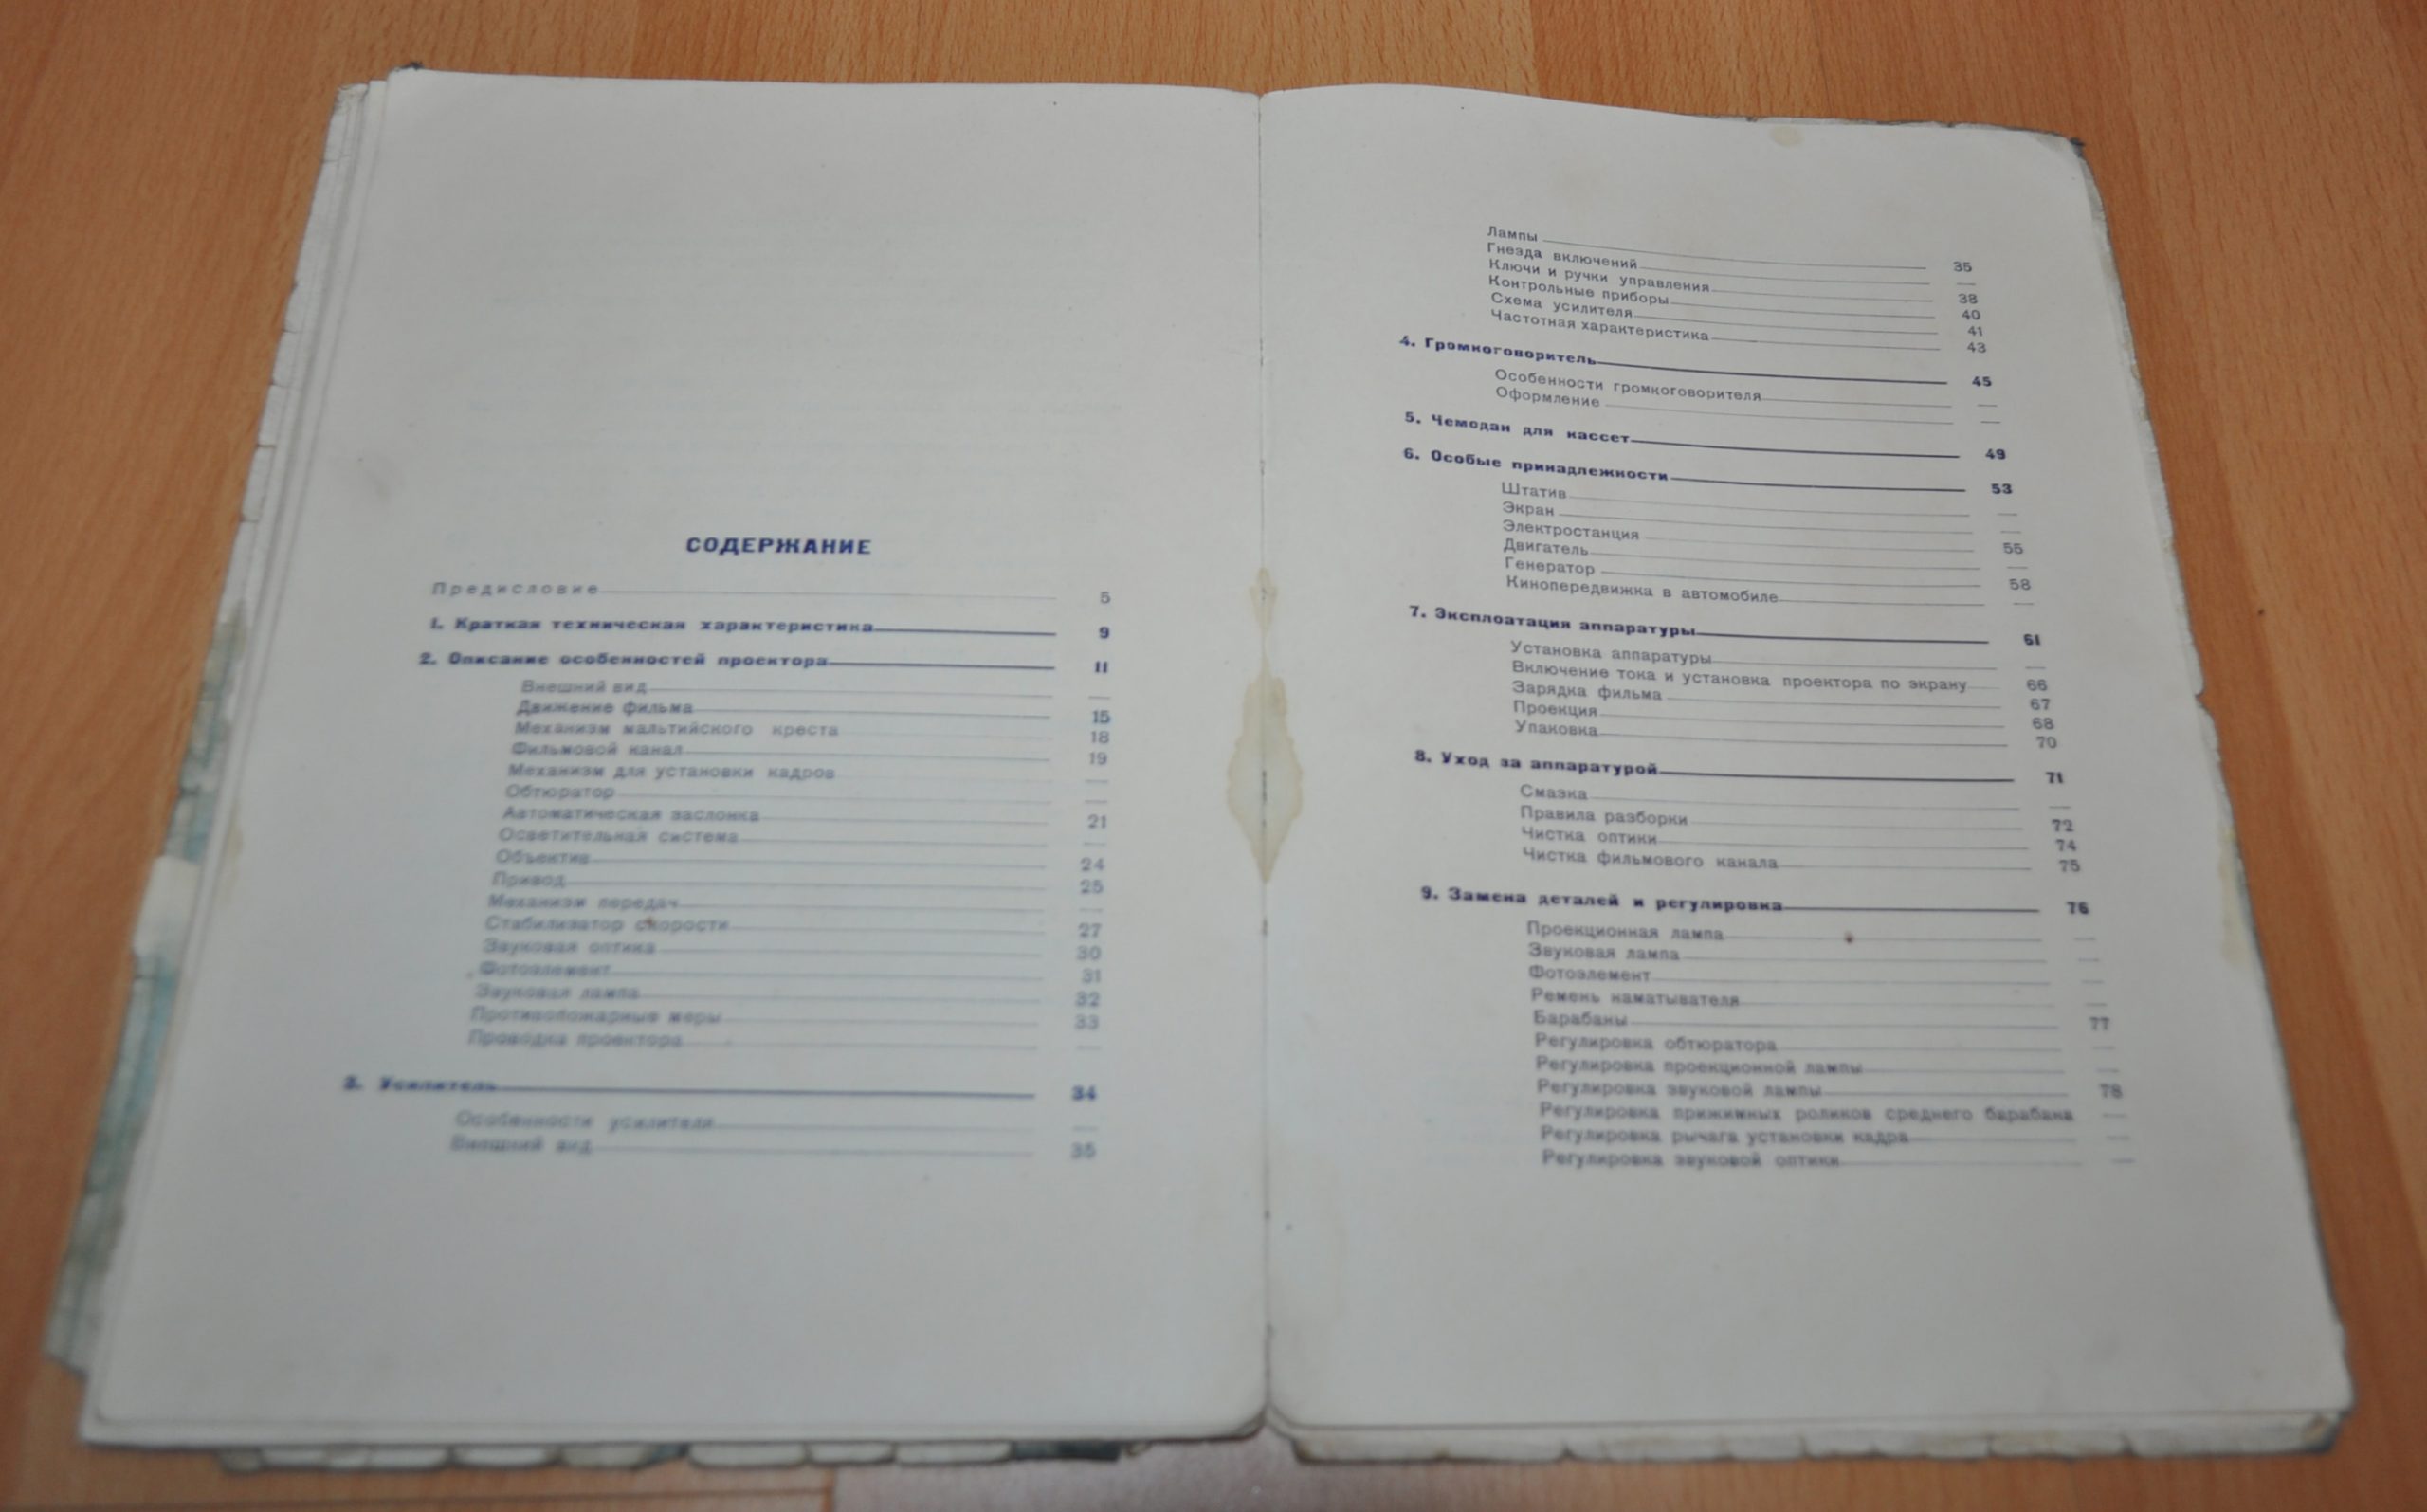 СОДЕРЖАНИЕ
Предисловие 5
1. Краткая техническая характеристика 9
2. Описание особенностей проектора 11
Внешний вид —
Движение фильма 15
Механизм мальтийского креста 18
Фильмовой канал 19
Механизм для установки кадров —
Обтюратор —
Автоматическая заслонка 21
Осветительная система —
Объектив 24
Привод 25
Механизм передач —
Стабилизатор скорости 27
Звуковая оптика 30
Фотоэлемент 31
Звуковая лампа 32
Противопожарные меры 33
Проводка проектора —
3. Усилитель 34
Особенности усилителя —
Внешний вид 35
Лампы 35
Гнезда включений —
Ключи и ручки управления 38
Контрольные приборы 40
Схема усилителя 41
Частотная характеристика 43
4. Громкоговоритель 45
Особенности громкоговорителя —
Оформление —
5. Чемодан для кассет 49
6. Особые принадлежности 53
Штатив —
Экран —
Электростанция 55
Двигатель —
Генератор 58
Кинопередвижка в автомобиле —
7. Эксплоатация аппаратуры 61
Установка аппаратуры —
Включение тока и установка проектора по экрану 66
Зарядка фильма 67
Проекция 68
Упаковка 70
8. Уход за аппаратурой 71
Смазка —
Правила разборки 72
Чистка оптики 74
Чистка фильмового канала 75
9. Замена деталей и регулировка 76
Проекционная лампа —
Звуковая лампа —
Фотоэлемент —
Ремень наматывателя —
Барабаны 77
Регулировка обтюратора —
Регулировка проекционной лампы —
Регулировка звуковой лампы 78
Регулировка прижимных роликов среднего барабана —
Регулировка рычага установки кадра —
Регулировка звуковой оптики —